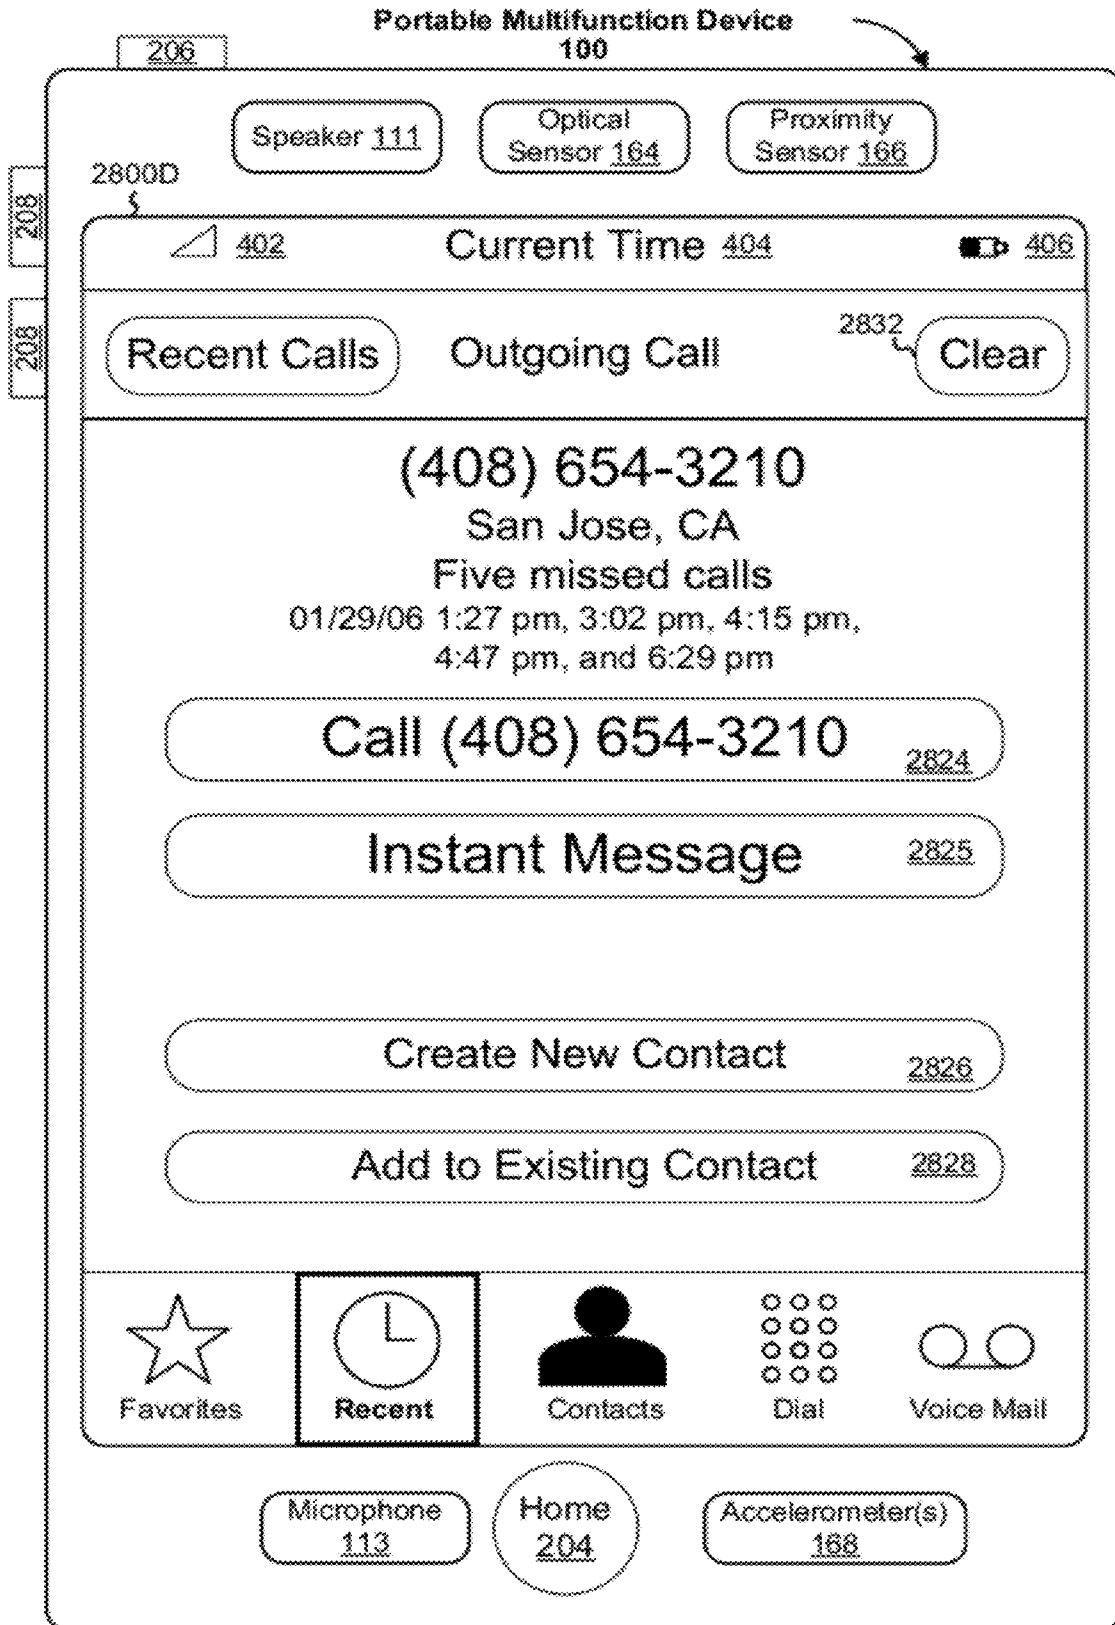 Portable Multifunction Device
100
206
Speaker 111
Optical
Sensor 164
Proximity
Sensor 166
2800D
208
208
402
Current Time 404
406
Recent Calls
Outgoing Call
2832
Clear
(408) 654-3210
San Jose, CA
Five missed calls
01/29/06 1:27 pm, 3:02 pm, 4:15 pm,
4:47 pm, and 6:29 pm
Call (408) 654-3210 2824
Instant Message 2825
Create New Contact 2826
Add to Existing Contact 2828
Favorites
Recent
Contacts
Dial
Voice Mail
Microphone
113
Home
204
Accelerometer(s)
168